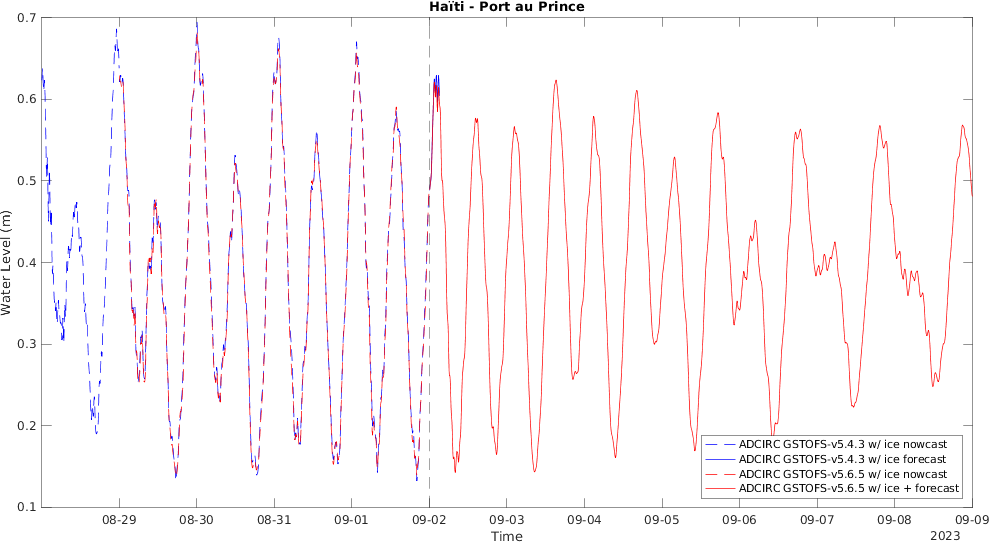 Haïti - Port au Prince
0.7
0.6
0.5
0.4
0.3
0.2
0.1
Water Level (m)
ADCIRC GSTOFS-v5.4.3 w/ ice nowcast
ADCIRC GSTOFS-v5.4.3 w/ ice forecast
ADCIRC GSTOFS-v5.6.5 w/ ice nowcast
ADCIRC GSTOFS-v5.6.5 w/ ice + forecast
08-29 08-30 08-31 09-01 09-02 09-03 09-04 09-05 09-06 09-07 09-08 09-09
Time
2023